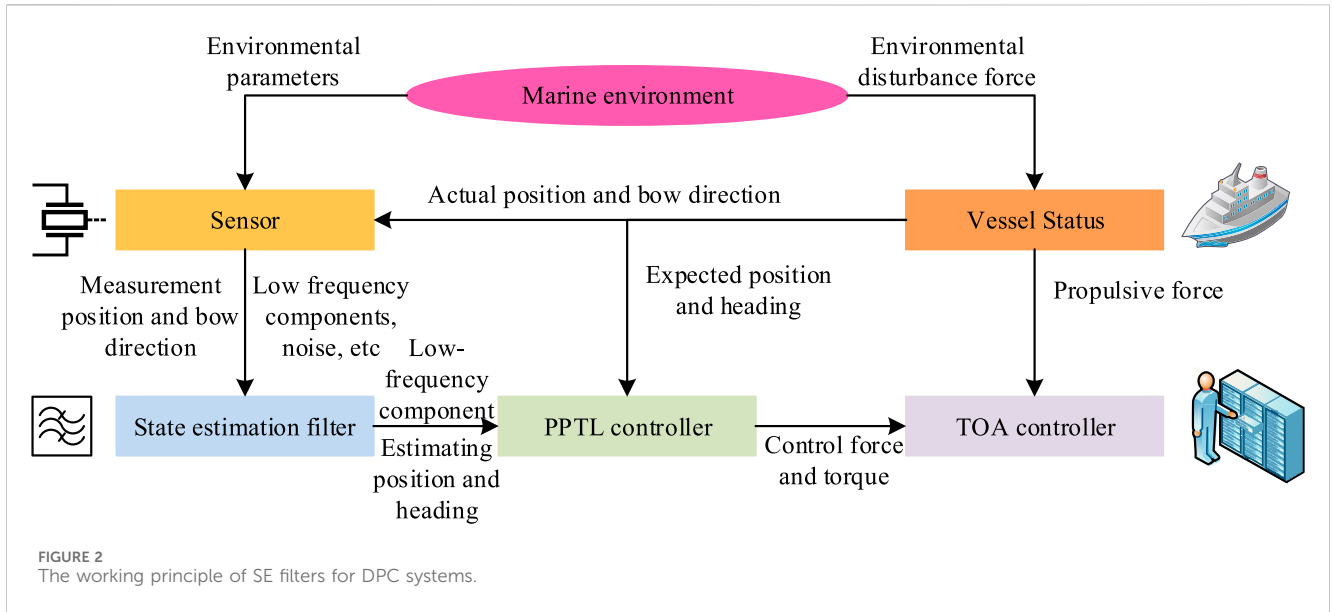 Environmental
parameters
Marine environment
Environmental
disturbance force
Sensor
Actual position and bow direction
Vessel Status
Measurement
position and bow
direction
Low frequency
components,
noise, etc
Expected position
and heading
Propulsive force
Low-
frequency
component
State estimation filter
Estimating
position and
heading
PPTL controller
Control force
and torque
TOA controller
FIGURE 2
The working principle of SE filters for DPC systems.